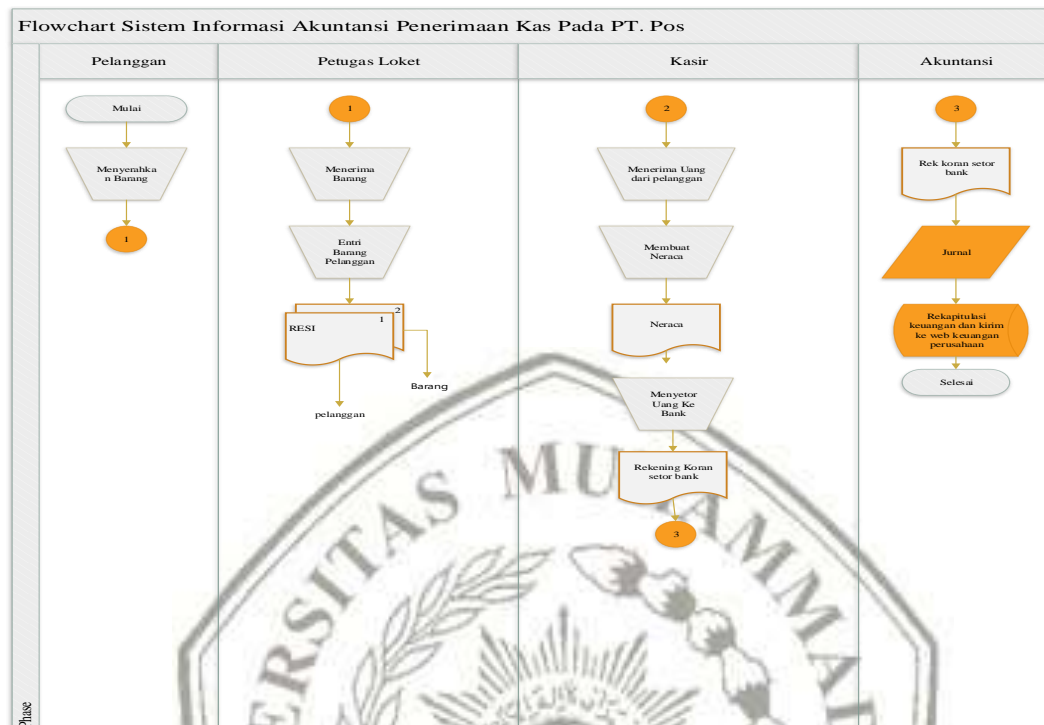 Flowchart Sistem Informasi Akuntansi Penerimaan Kas Pada PT. Pos
Pelanggan
Petugas Loket
Kasir
Akuntansi
Mulai
Menyerahka
n Barang
1
1
Menerima
Barang
Entri
Barang
Pelanggan
2
1
RESI
Barang
pelanggan
2
Menerima Uang
dari pelanggan
Membuat
Neraca
Neraca
Menyetor
Uang Ke
Bank
Rekening Koran
setor bank
3
3
Rek koran setor
bank
Jurnal
Rekapitulasi
keuangan dan kirim
ke web keuangan
perusahaan
Selesai
Phase